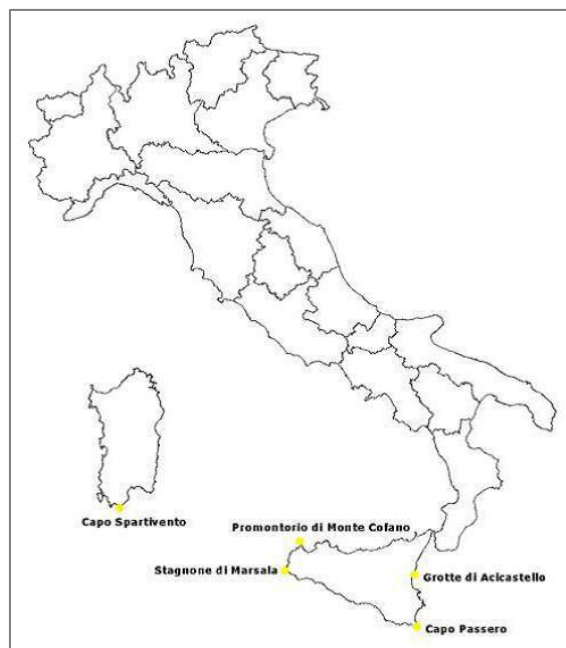 Capo Spartivento
Promontorio di Monte Cofano
Stagnone di Marsala
Grotte di Acicastello
Capo Passero